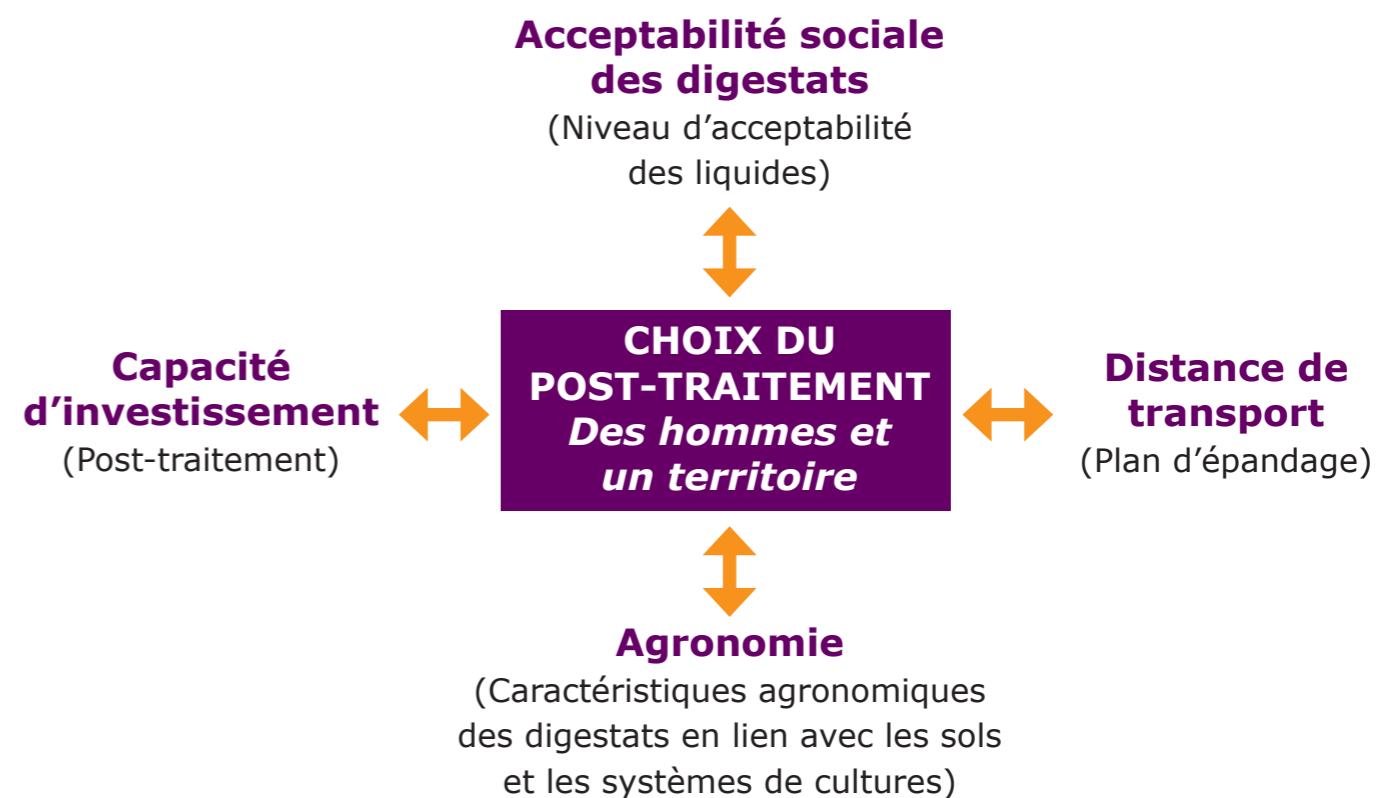 Acceptabilité sociale
des digestats
(Niveau d’acceptabilité
des liquides)
Capacité
d’investissement
(Post-traitement)
CHOIX DU
POST-TRAITEMENT
Des hommes et
un territoire
Distance de
transport
(Plan d’épandage)
Agronomie
(Caractéristiques agronomiques
des digestats en lien avec les sols
et les systèmes de cultures)